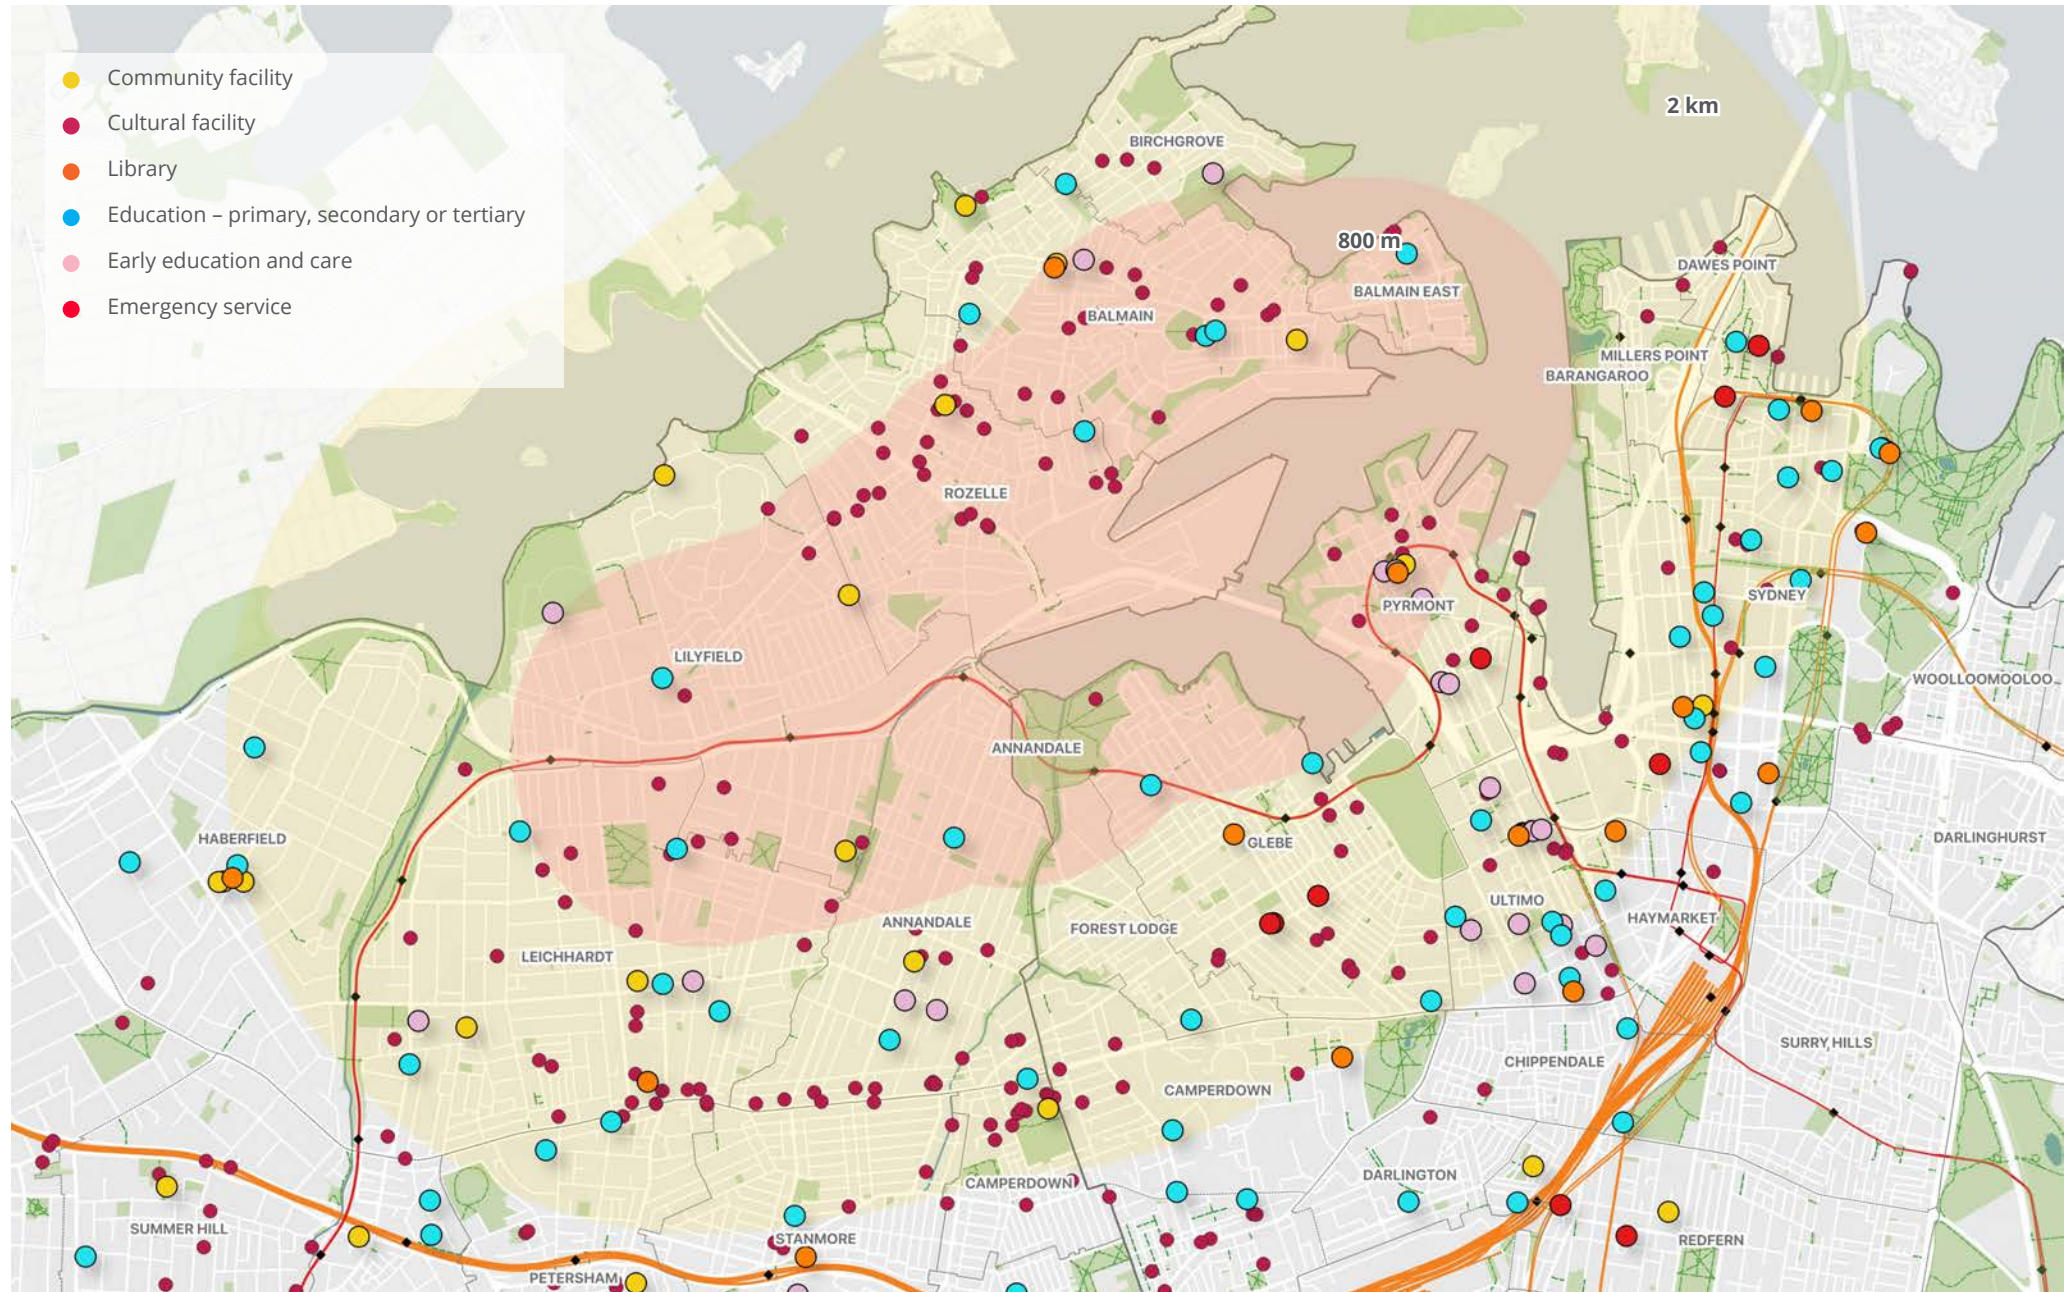 Community facility
Cultural facility
Library
Education – primary, secondary or tertiary
Early education and care
Emergency service
2 km
BIRCHGROVE
800 m
DAWES POINT
BALMAIN EAST
BALMAIN
MILLERS POINT
BARANGAROO
ROZELLE
SYDNEY
PYRMONT
LILYFIELD
WOOLLOOMOOLOO
ANNANDALE
HABERFIELD
GLEBE
DARLINGHURST
ULTIMO
HAYMARKET
ANNANDALE
FOREST LODGE
LEICHHARDT
SURRY HILLS
CHIPPENDALE
CAMPERDOWN
DARLINGTON
CAMPERDOWN
SUMMER HILL
STANMORE
REDFERN
PETERSHAM